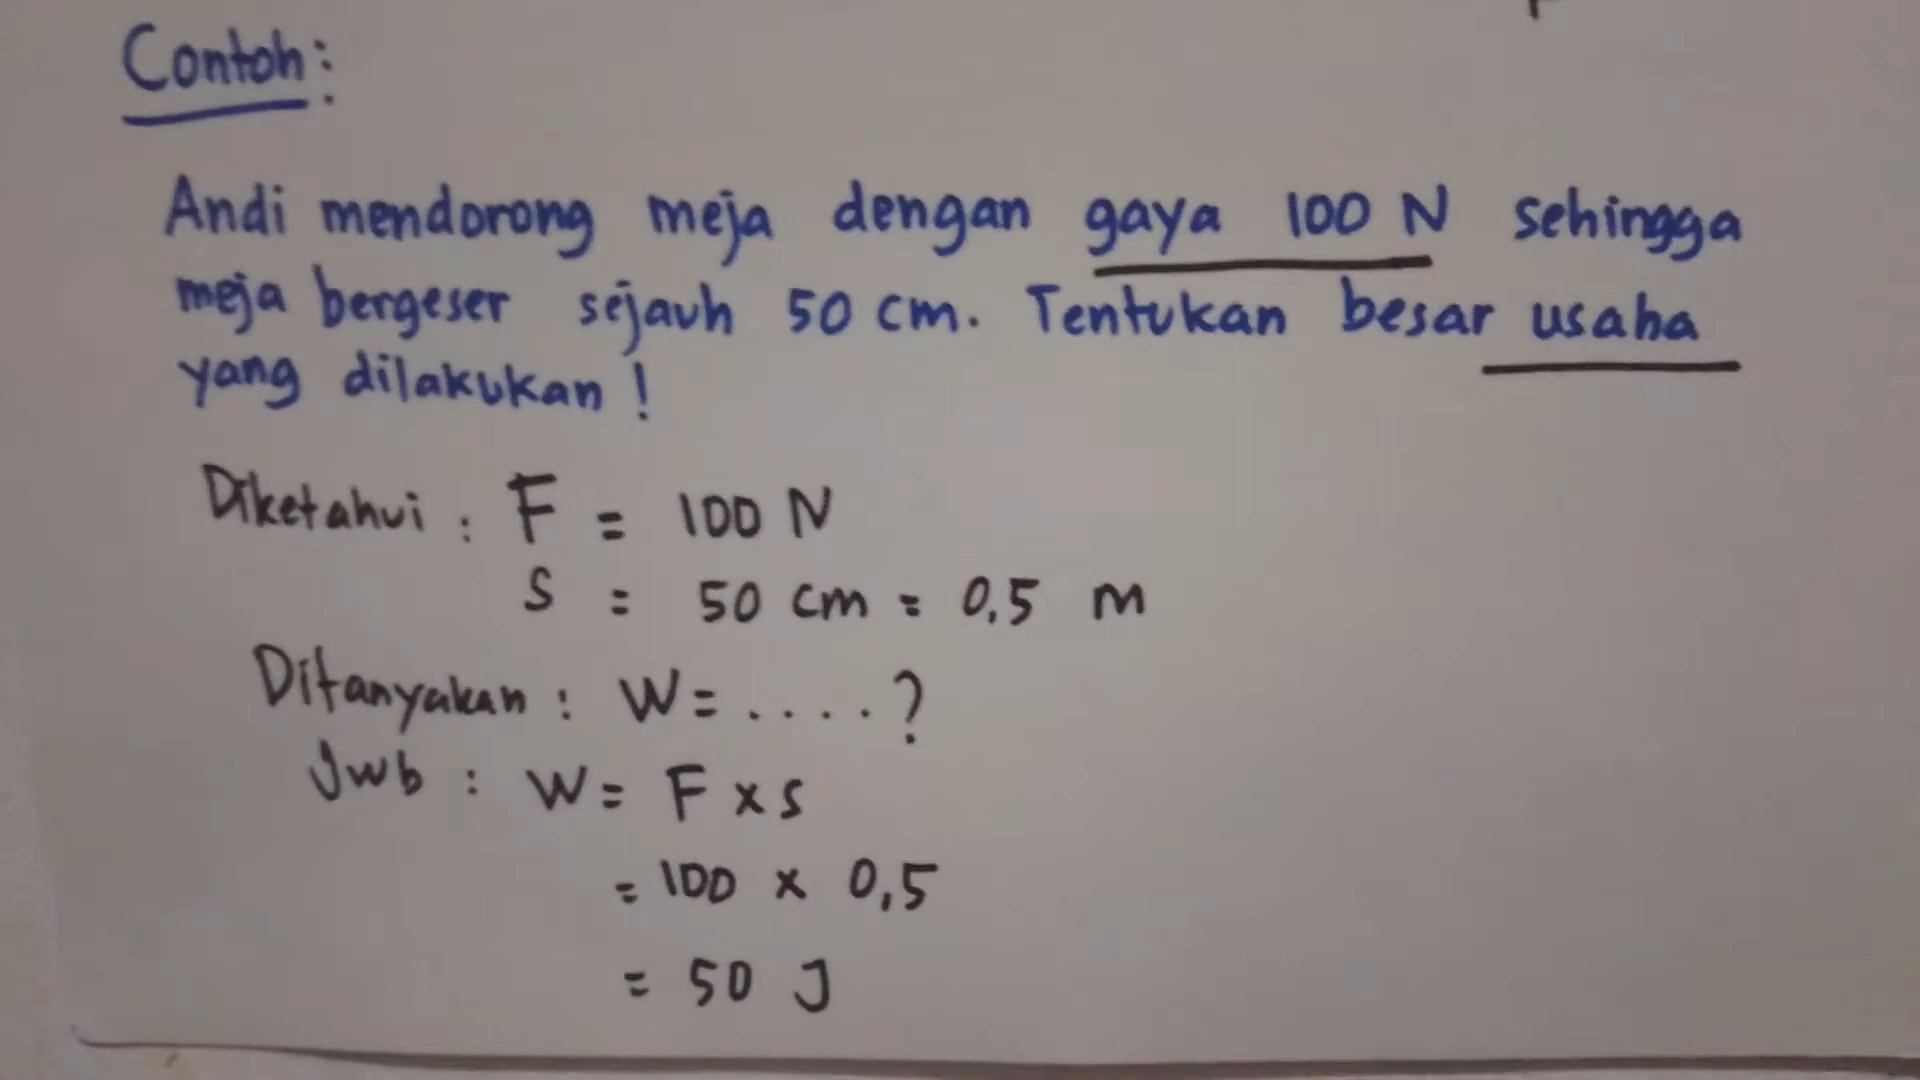 Contoh:
Andi mendorong meja dengan gaya 100 N sehingga
meja bergeser sejauh 50 cm. Tentukan besar usaha
yang dilakukan !
Diketahui : F = 100 N
s = 50 cm = 0,5 m
Ditanyakan : W = ....?
Jwb : W = F x s
= 100 x 0,5
= 50 J